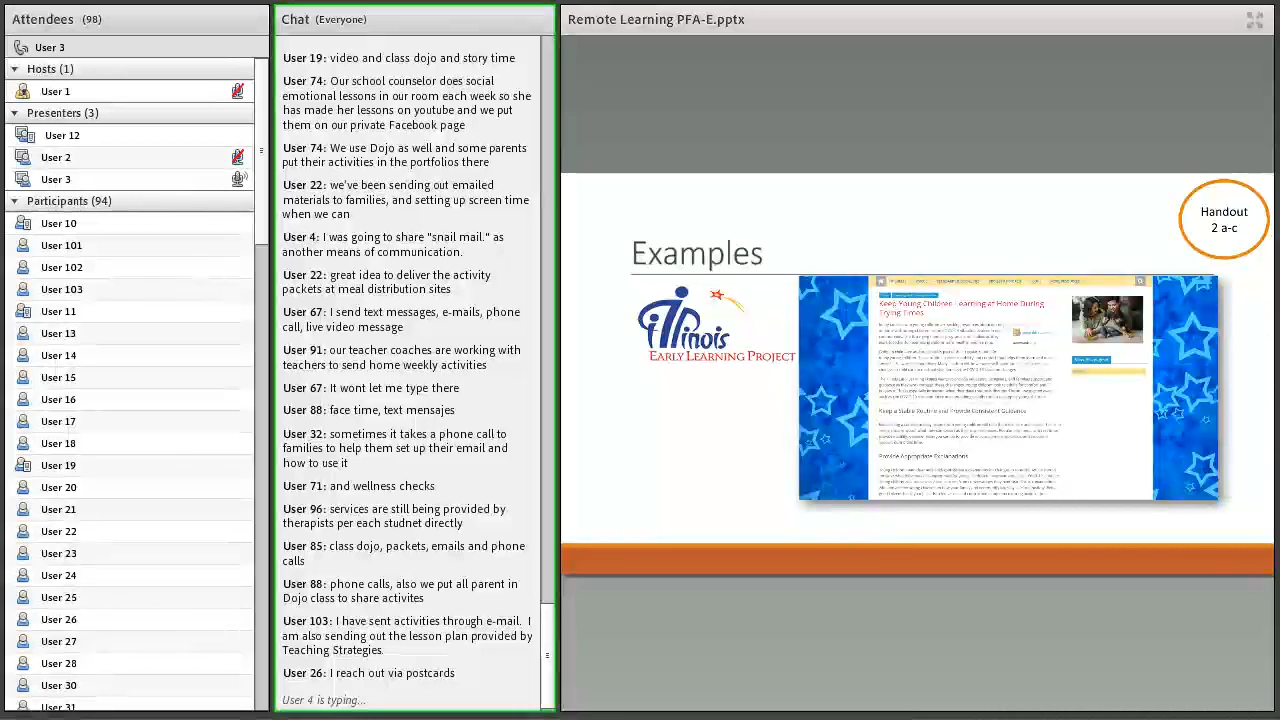 Attendees (98)
User 3
Hosts (1)
User 1
Presenters (3)
User 12
User 2
User 3
Participants (94)
User 10
User 101
User 102
User 103
User 11
User 13
User 14
User 15
User 16
User 17
User 18
User 19
User 20
User 21
User 22
User 23
User 24
User 25
User 26
User 27
User 28
User 30
User 31
Chat (Everyone)
User 19: video and class dojo and story time
User 74: Our school counselor does social
emotional lessons in our room each week so she
has made her lessons on youtube and we put
them on our private Facebook page
User 74: We use Dojo as well and some parents
put their activities in the portfolios there
User 22: we've been sending out emailed
materials to families, and setting up screen time
when we can
User 4: I was going to share "snail mail." as
another means of communication.
User 22: great idea to deliver the activity
packets at meal distribution sites
User 67: I send text messages, e-mails, phone
call, live video message
User 24: our teacher coaches are working with
parents to send home weekly activities
User 67: wont let me type there
User 88: face time, text mensajes
User 57: Sometimes it takes a phone call to
families to help them set up their email and
how to use it
wellness checks
User 96: services are still being provided by
therapists per each studnet directly
User 85: class dojo, packets, emails and phone
calls
User 88: phone calls, also we put all parent in
Dojo class to share activites
User 103: I have sent activities through e-mail. I
am also sending out the lesson plan provided by
Teaching Strategies.
User 26: I reach out via postcards
User 4 is typing...
Remote Learning PFA-E.pptx
Handout
2 a-c
Examples
illinois
EARLY LEARNING PROJECT
Keep Young Children Learning at Home During
Trying Times
Keep a Stable Routine and Provide Consistent Guidance
Provide Appropriate Explanations